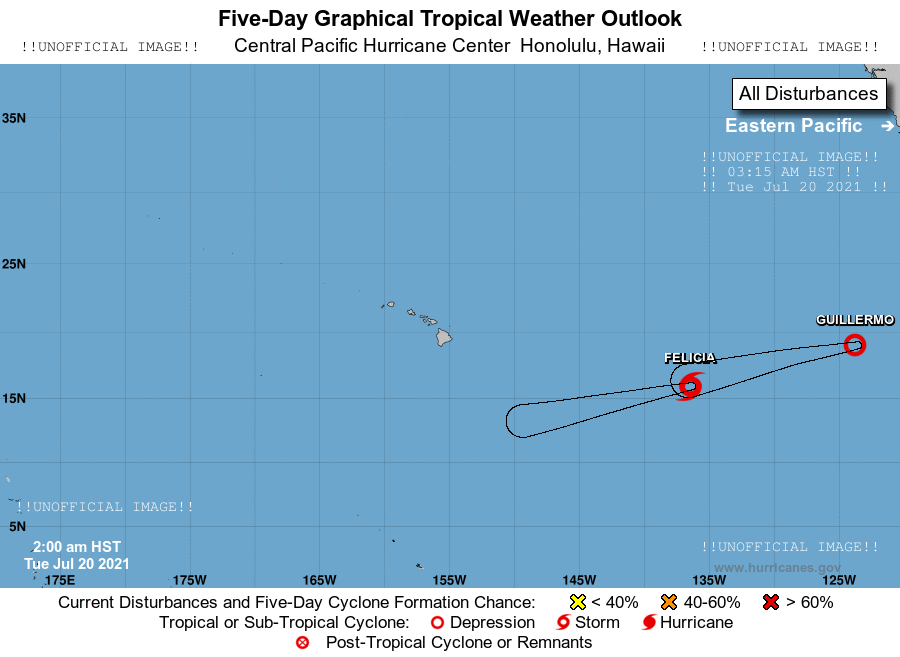 Five-Day Graphical Tropical Weather Outlook
!!UNOFFICIAL IMAGE!! Central Pacific Hurricane Center Honolulu, Hawaii !!UNOFFICIAL IMAGE!!
All Disturbances
35N
Eastern Pacific →
!!UNOFFICIAL IMAGE!!
!! 03:15 AM HST !!
!! Tue Jul 20 2021 !!
25N
GUILLERMO
FELICIA
15N
!!UNOFFICIAL IMAGE!!
5N
2:00 am HST
Tue Jul 20 2021
!!UNOFFICIAL IMAGE!!
www.hurricanes.gov
175E 175W 165W 155W 145W 135W 125W
Current Disturbances and Five-Day Cyclone Formation Chance: < 40% 40-60% > 60%
Tropical or Sub-Tropical Cyclone: Depression Storm Hurricane
Post-Tropical Cyclone or Remnants